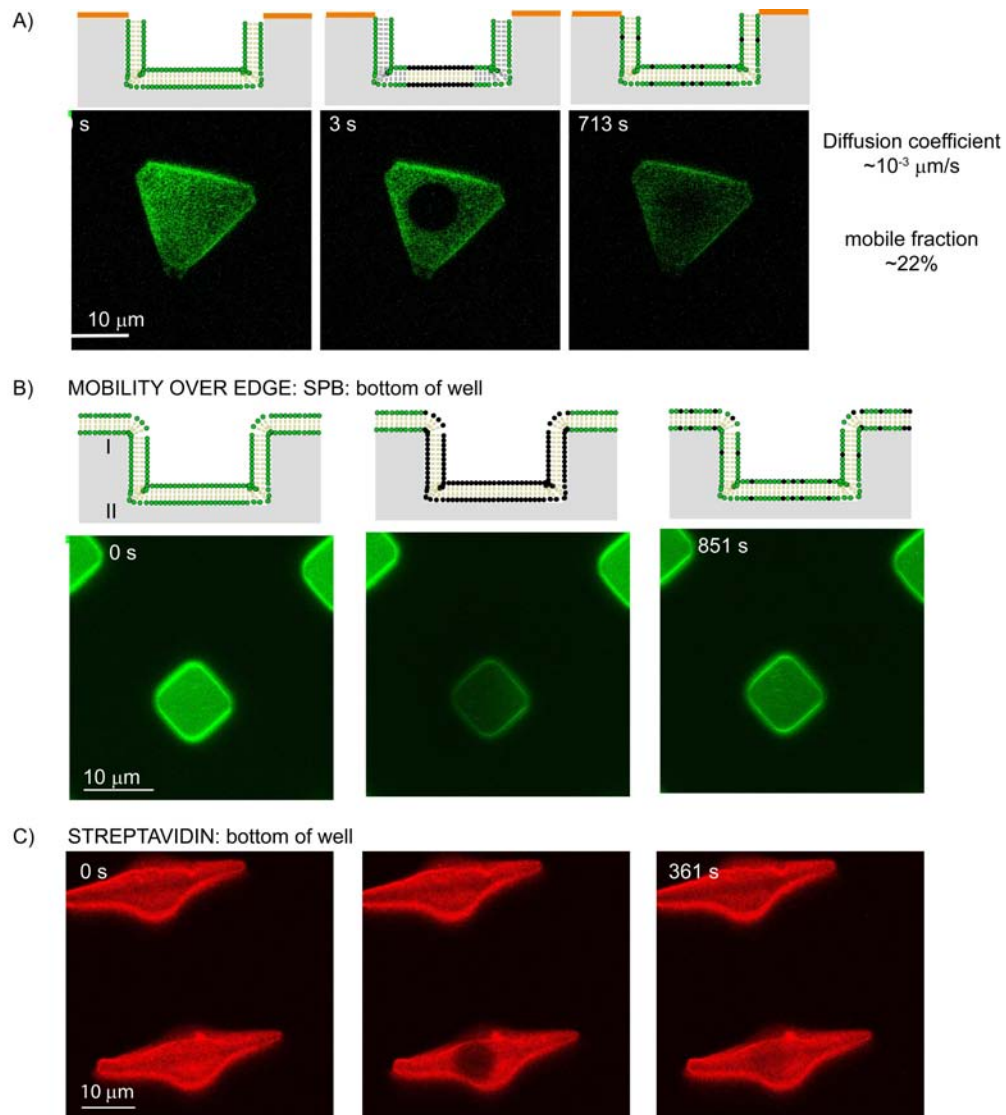 A)
0 s
3 s
713 s
Diffusion coefficient
~10⁻³ μm/s
mobile fraction
~22%
10 μm
B) MOBILITY OVER EDGE: SPB: bottom of well
I
II
0 s
851 s
10 μm
C) STREPTAVIDIN: bottom of well
0 s
361 s
10 μm